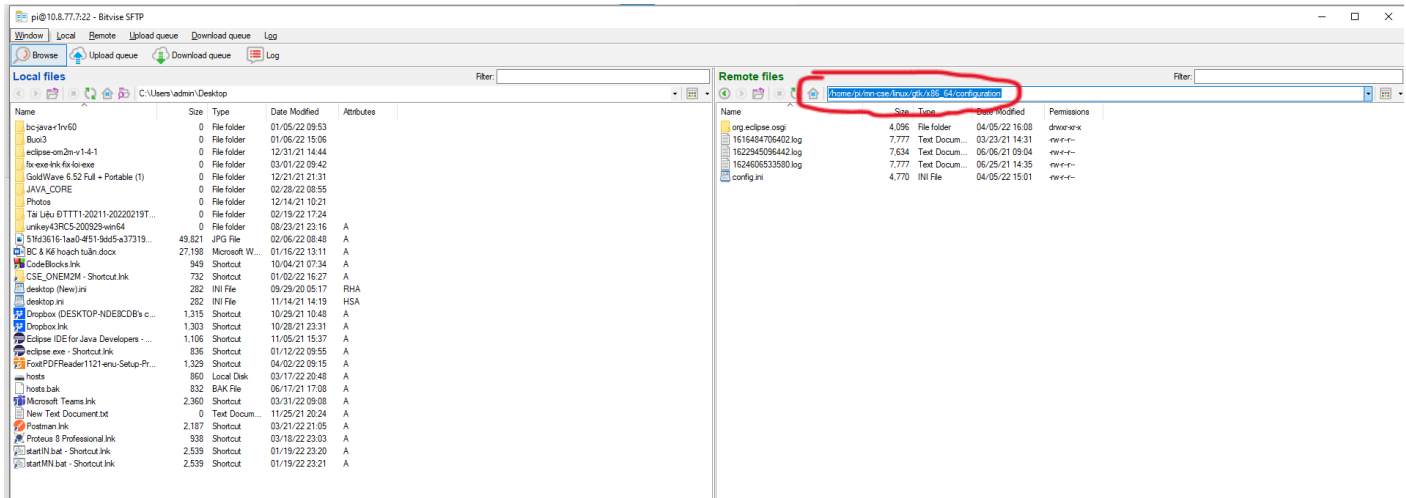 pi@10.8.77.7:22 - Bitvise SFTP
Window Local Remote Upload queue Download queue Log
Browse Upload queue Download queue Log
Local files Filter:
C:\Users\admin\Desktop
Name Size Type Date Modified Attributes
bc-java-r1rv60 0 File folder 01/05/22 09:53
Buoi3 0 File folder 01/06/22 15:06
eclipse-om2m-v1-4-1 0 File folder 12/31/21 14:44
fix-exe-lnk-fix-loi-exe 0 File folder 03/01/22 09:42
GoldWave 6.52 Full + Portable (1) 0 File folder 12/21/21 21:31
JAVA_CORE 0 File folder 02/28/22 08:55
Photos 0 File folder 12/14/21 10:21
Tài Liệu ĐTTT1-20211-20220219T... 0 File folder 02/19/22 17:24
unikey43RC5-200929-win64 0 File folder 08/23/21 23:16 A
51fd3616-1aa0-4f51-9dd5-a37319... 49,821 JPG File 02/06/22 08:48 A
BC & Kế hoạch tuần.docx 27,198 Microsoft W... 01/16/22 13:11 A
CodeBlocks.lnk 949 Shortcut 10/04/21 07:34 A
CSE_ONEM2M - Shortcut.lnk 732 Shortcut 01/02/22 16:27 A
desktop (New).ini 282 INI File 09/29/20 05:17 RHA
desktop.ini 282 INI File 11/14/21 14:19 HSA
Dropbox (DESKTOP-NDE8CDB's c... 1,315 Shortcut 10/29/21 10:48 A
Dropbox.lnk 1,303 Shortcut 10/28/21 23:31 A
Eclipse IDE for Java Developers - ... 1,106 Shortcut 11/05/21 15:37 A
eclipse.exe - Shortcut.lnk 836 Shortcut 01/12/22 09:55 A
FoxitPDFReader1121-enu-Setup-Pr... 1,329 Shortcut 04/02/22 09:15 A
hosts 860 Local Disk 03/17/22 20:48 A
hosts.bak 832 BAK File 06/17/21 17:08 A
Microsoft Teams.lnk 2,360 Shortcut 03/31/22 09:08 A
New Text Document.txt 0 Text Docum... 11/25/21 20:24 A
Postman.lnk 2,187 Shortcut 03/21/22 21:05 A
Proteus 8 Professional.lnk 938 Shortcut 03/18/22 23:03 A
startIN.bat - Shortcut.lnk 2,539 Shortcut 01/19/22 23:20 A
startMN.bat - Shortcut.lnk 2,539 Shortcut 01/19/22 23:21 A
Remote files Filter:
/home/pi/mn-cse/linux/gtk/x86_64/configuration
Name Size Type Date Modified Permissions
org.eclipse.osgi 4,096 File folder 04/05/22 16:08 drwxr-xr-x
1616484706402.log 7,777 Text Docum... 03/23/21 14:31 -rw-r--r--
1622945096442.log 7,634 Text Docum... 06/06/21 09:04 -rw-r--r--
1624606533580.log 7,777 Text Docum... 06/25/21 14:35 -rw-r--r--
config.ini 4,770 INI File 04/05/22 15:01 -rw-r--r--